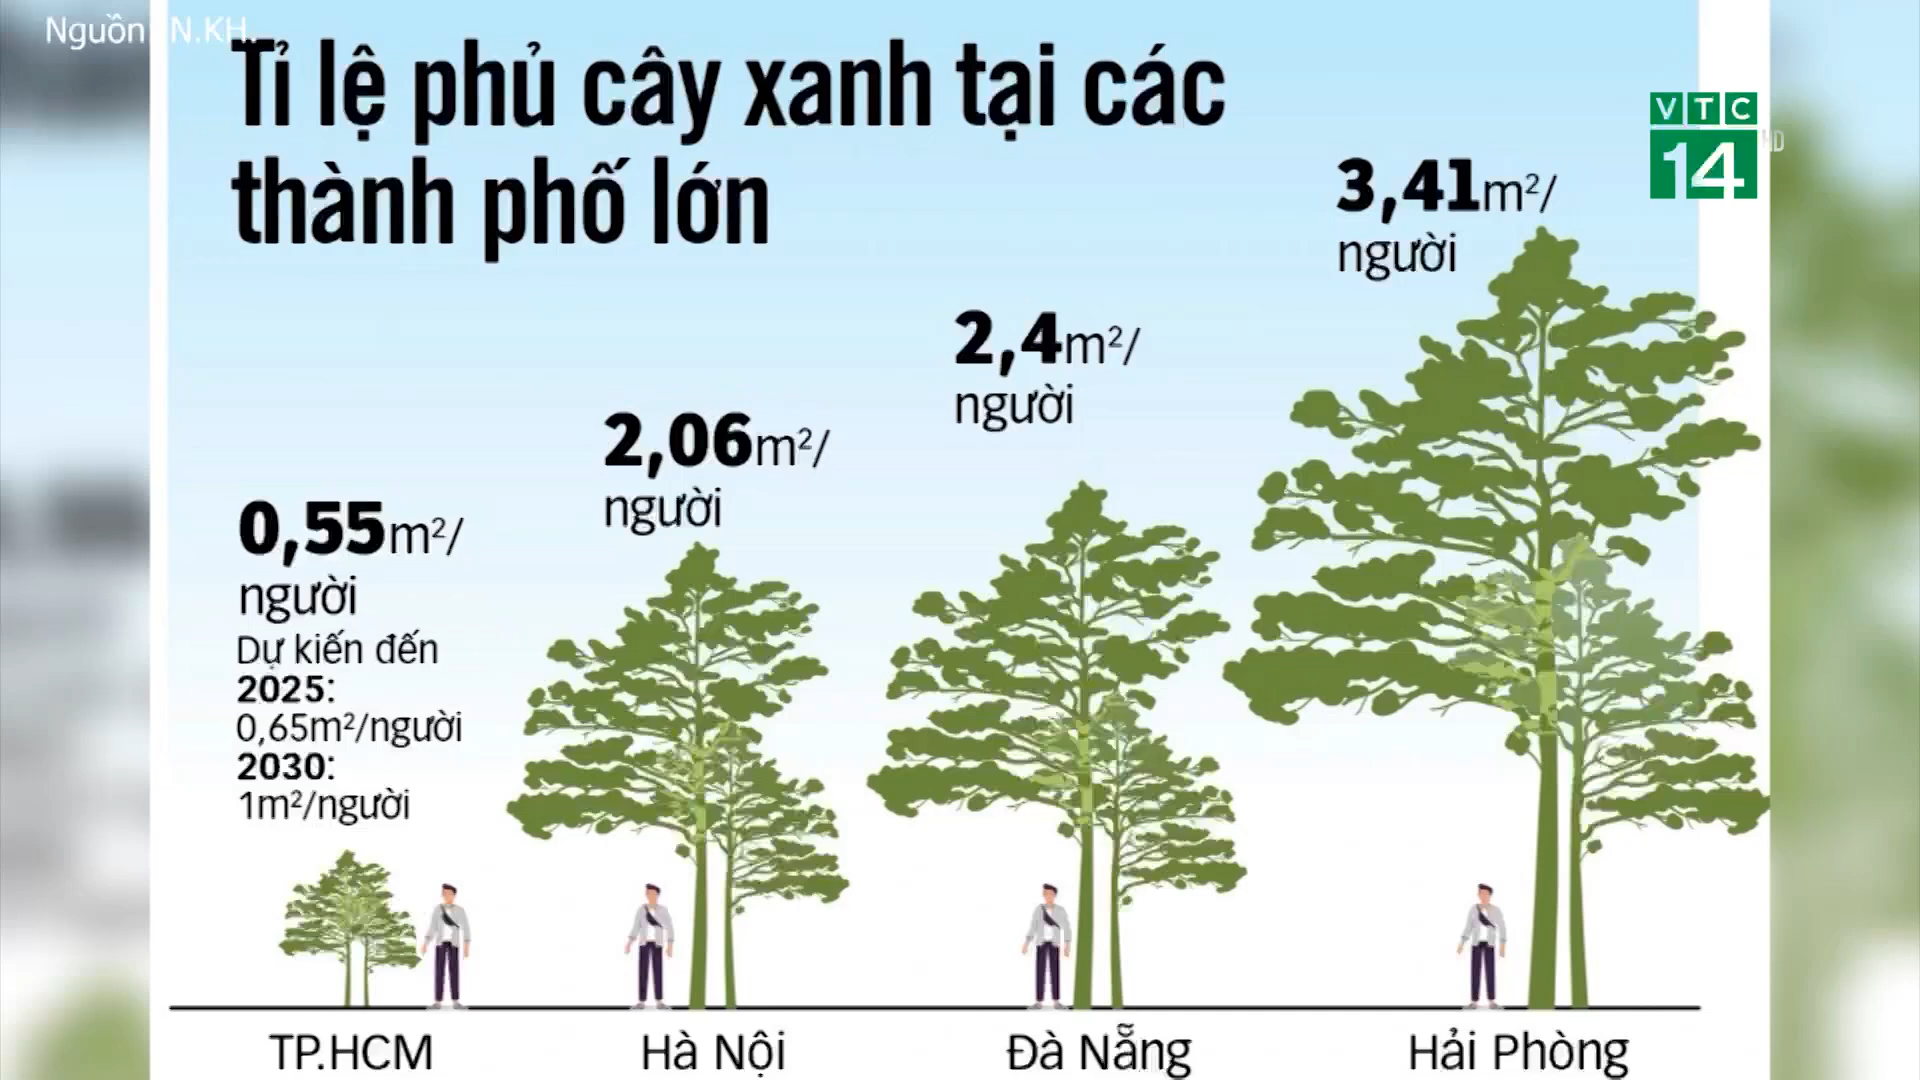 Nguồn: N.KH.
Tỉ lệ phủ cây xanh tại các
thành phố lớn
VTC
14
HD
3,41m²/
người
2,4m²/
người
2,06m²/
người
0,55m²/
người
Dự kiến đến
2025:
0,65m²/người
2030:
1m²/người
TP.HCM
Hà Nội
Đà Nẵng
Hải Phòng